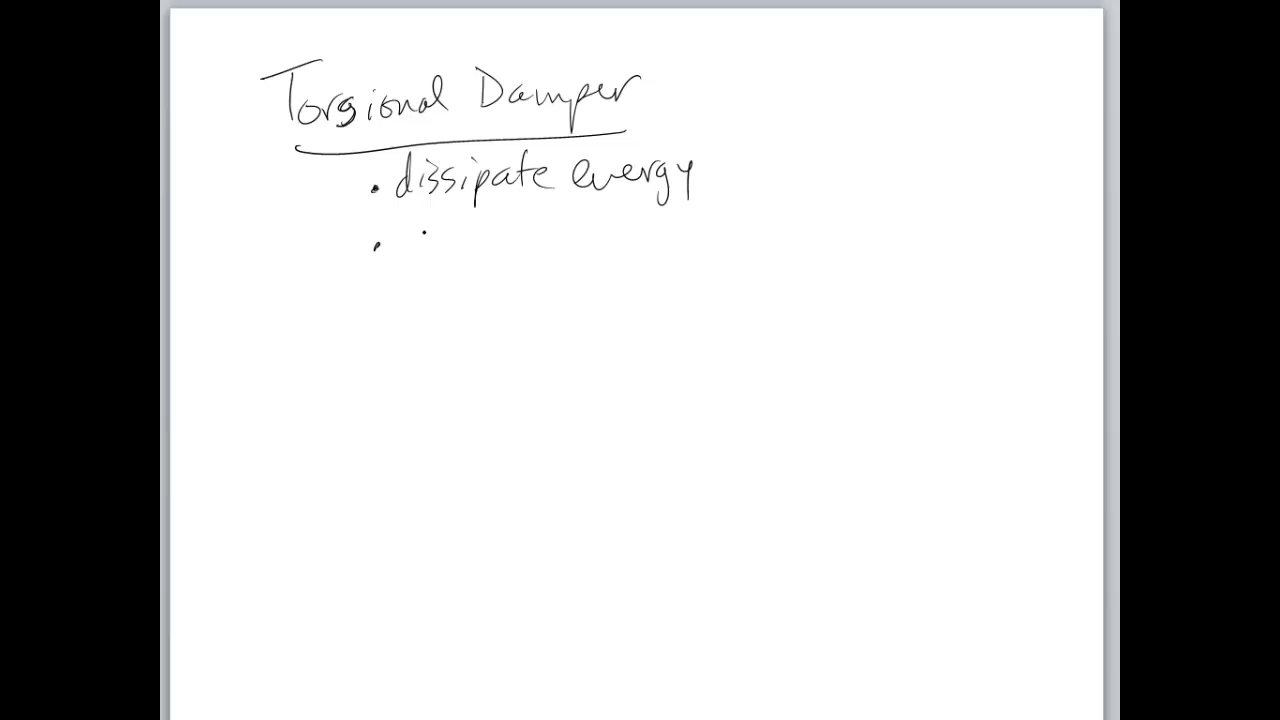 Torsional Damper
• dissipate energy
•